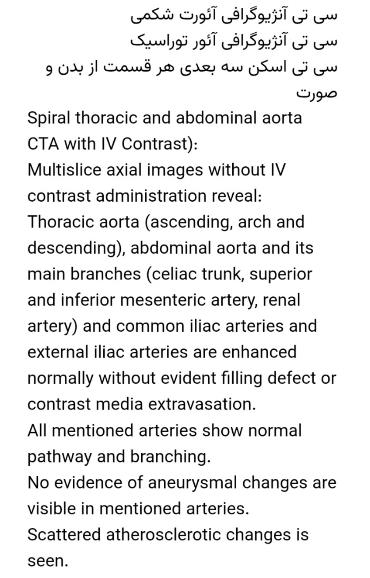 سی تی آنژیوگرافی آئورت شکمی
سی تی آنژیوگرافی آئور توراسیک
سی تی اسکن سه بعدی هر قسمت از بدن و
صورت
Spiral thoracic and abdominal aorta
CTA with IV Contrast):
Multislice axial images without IV
contrast administration reveal:
Thoracic aorta (ascending, arch and
descending), abdominal aorta and its
main branches (celiac trunk, superior
and inferior mesenteric artery, renal
artery) and common iliac arteries and
external iliac arteries are enhanced
normally without evident filling defect or
contrast media extravasation.
All mentioned arteries show normal
pathway and branching.
No evidence of aneurysmal changes are
visible in mentioned arteries.
Scattered atherosclerotic changes is
seen.